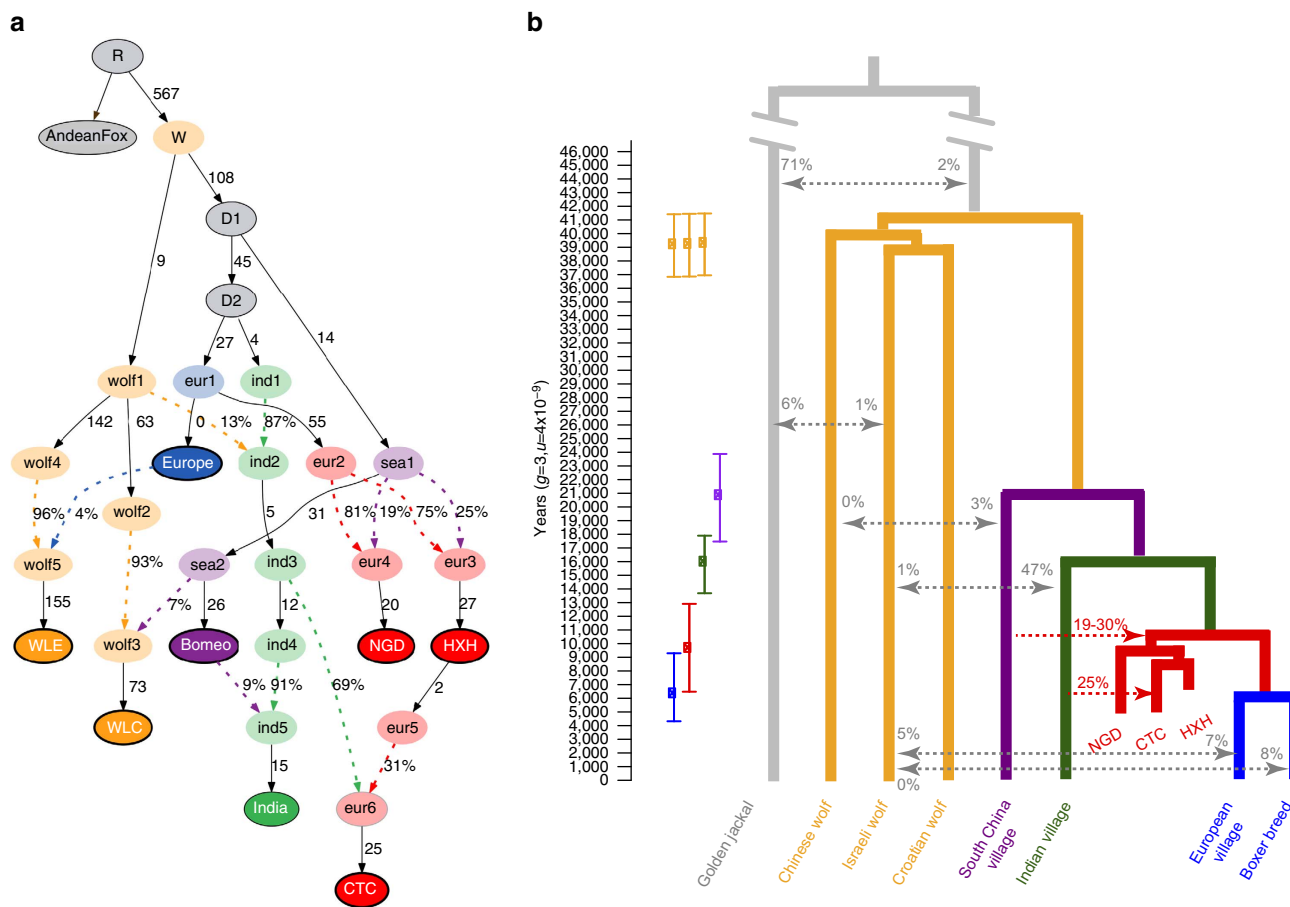 a
R
567
AndeanFox
W
108
D1
9
45
D2
14
27
4
wolf1
eur1
ind1
142
63
13%
0
87%
55
wolf4
Europe
ind2
eur2
sea1
96%
4%
wolf2
5
31
81%
19%
75%
25%
wolf5
93%
sea2
ind3
eur4
eur3
155
7%
26
12
20
27
WLE
wolf3
Borneo
ind4
NGD
HXH
73
9%
91%
69%
2
WLC
ind5
eur5
15
31%
India
eur6
25
CTC
b
Years (g=3,u=4x10⁻⁹)
46,000
45,000
44,000
43,000
42,000
41,000
40,000
39,000
38,000
37,000
36,000
35,000
34,000
33,000
32,000
31,000
30,000
29,000
28,000
27,000
26,000
25,000
24,000
23,000
22,000
21,000
20,000
19,000
18,000
17,000
16,000
15,000
14,000
13,000
12,000
11,000
10,000
9,000
8,000
7,000
6,000
5,000
4,000
3,000
2,000
1,000
0
71%
2%
6%
1%
0%
3%
1%
47%
19-30%
25%
NGD
CTC
HXH
5%
7%
8%
0%
Golden jackal
Chinese wolf
Israeli wolf
Croatian wolf
South China
village
Indian village
European
village
Boxer breed